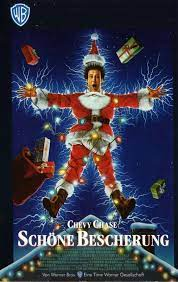 WB
CHEVY CHASE
SCHÖNE BESCHERUNG
Von Warner Bros. Eine Time Warner Gesellschaft